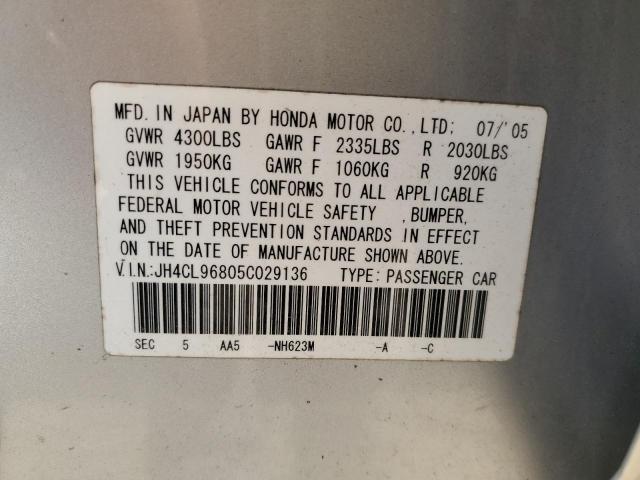 MFD. IN JAPAN BY HONDA MOTOR CO., LTD; 07/'05
GVWR 4300LBS GAWR F 2335LBS R 2030LBS
GVWR 1950KG GAWR F 1060KG R 920KG
THIS VEHICLE CONFORMS TO ALL APPLICABLE
FEDERAL MOTOR VEHICLE SAFETY , BUMPER,
AND THEFT PREVENTION STANDARDS IN EFFECT
ON THE DATE OF MANUFACTURE SHOWN ABOVE.
V.I.N.:JH4CL96805C029136 TYPE: PASSENGER CAR
SEC 5 AA5 -NH623M -A -C